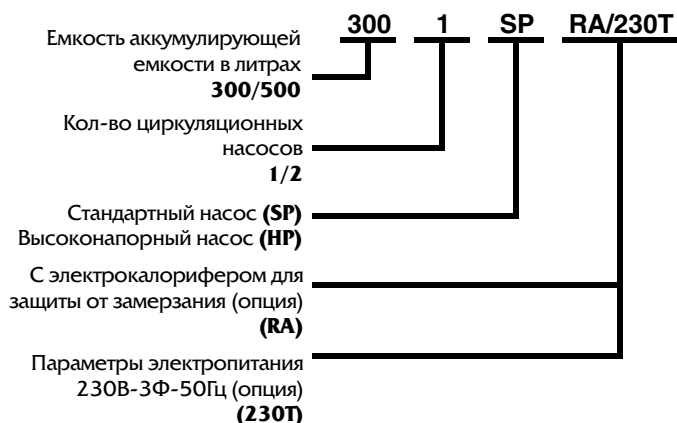 300 1 SP RA/230T
Емкость аккумулирующей
емкости в литрах
300/500
Кол-во циркуляционных
насосов
1/2
Стандартный насос (SP)
Высоконапорный насос (HP)
С электрокалорифером для
защиты от замерзания (опция)
(RA)
Параметры электропитания
230В-3Ф-50Гц (опция)
(230T)